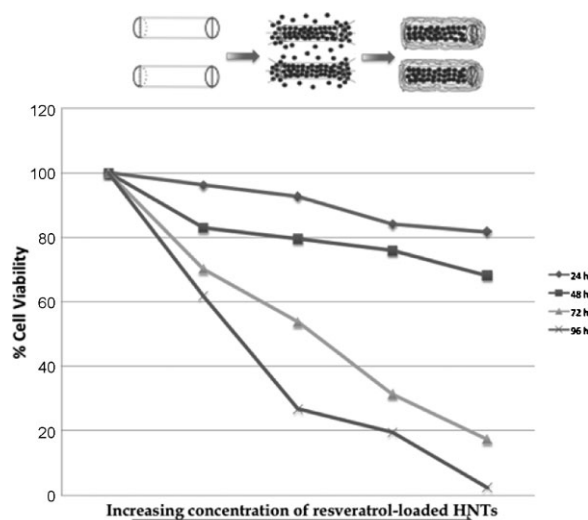 120
100
80
60
40
20
0
% Cell Viability
24 h
48 h
72 h
96 h
Increasing concentration of resveratrol-loaded HNTs